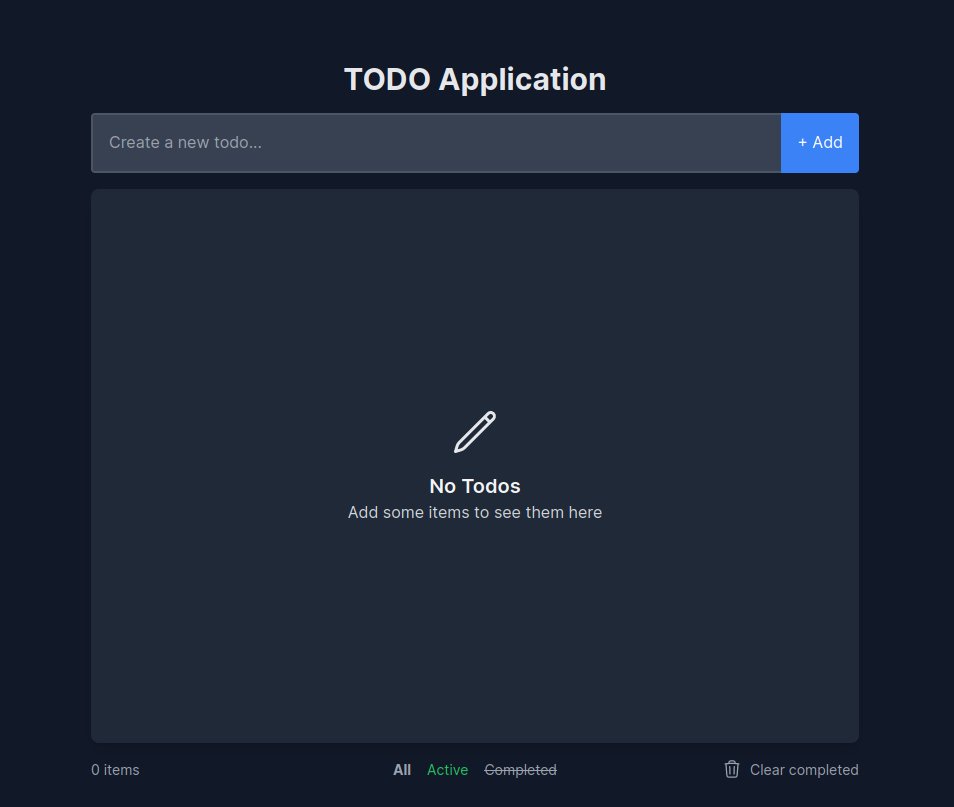 TODO Application
Create a new todo...
+ Add
No Todos
Add some items to see them here
0 items All Active Completed Clear completed